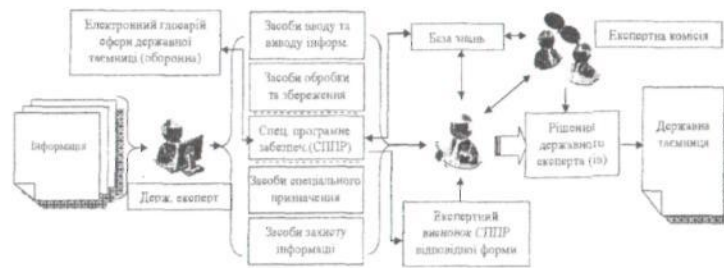 Електронний глосарій
сфери державної
таємниці (оборонна)
Інформація
Держ. експерт
Засоби вводу та
виводу інформ.
Засоби обробки
та збереження
Спец. програмне
забезпеч.(СППР)
Засоби спеціального
призначення
Засоби захисту
інформації
База знань
Експертна комісія
Рішення
державного
експерта (ів)
Експертний
висновок СППР
відповідної форми
Державна
таємниця